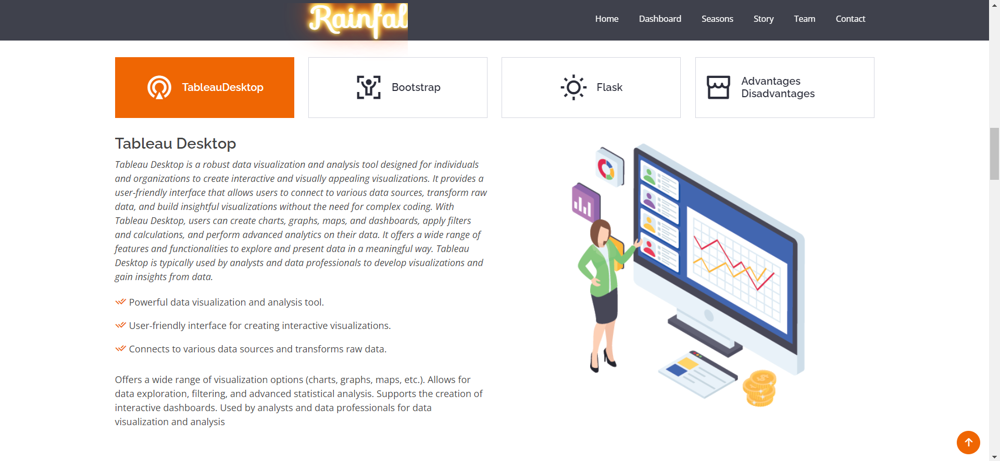 Rainfal
Home
Dashboard
Seasons
Story
Team
Contact
TableauDesktop
Bootstrap
Flask
Advantages
Disadvantages
Tableau Desktop
Tableau Desktop is a robust data visualization and analysis tool designed for individuals
and organizations to create interactive and visually appealing visualizations. It provides a
user-friendly interface that allows users to connect to various data sources, transform raw
data, and build insightful visualizations without the need for complex coding. With
Tableau Desktop, users can create charts, graphs, maps, and dashboards, apply filters
and calculations, and perform advanced analytics on their data. It offers a wide range of
features and functionalities to explore and present data in a meaningful way. Tableau
Desktop is typically used by analysts and data professionals to develop visualizations and
gain insights from data.
Powerful data visualization and analysis tool.
User-friendly interface for creating interactive visualizations.
Connects to various data sources and transforms raw data.
Offers a wide range of visualization options (charts, graphs, maps, etc.). Allows for
data exploration, filtering, and advanced statistical analysis. Supports the creation of
interactive dashboards. Used by analysts and data professionals for data
visualization and analysis